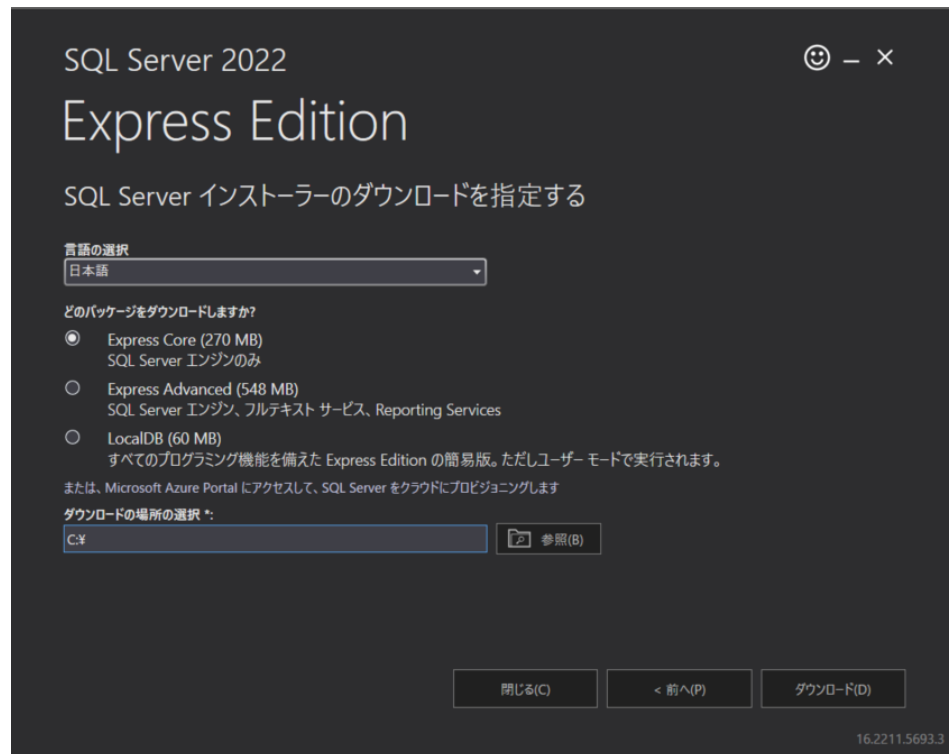 SQL Server 2022
Express Edition
SQL Server インストーラーのダウンロードを指定する
言語の選択
日本語
どのパッケージをダウンロードしますか?
Express Core (270 MB)
SQL Server エンジンのみ
Express Advanced (548 MB)
SQL Server エンジン、フルテキスト サービス、Reporting Services
LocalDB (60 MB)
すべてのプログラミング機能を備えた Express Edition の簡易版。ただしユーザー モードで実行されます。
または、Microsoft Azure Portal にアクセスして、SQL Server をクラウドにプロビジョニングします
ダウンロードの場所の選択 *:
C:¥
参照(B)
閉じる(C)
< 前へ(P)
ダウンロード(D)
16.2211.5693.3